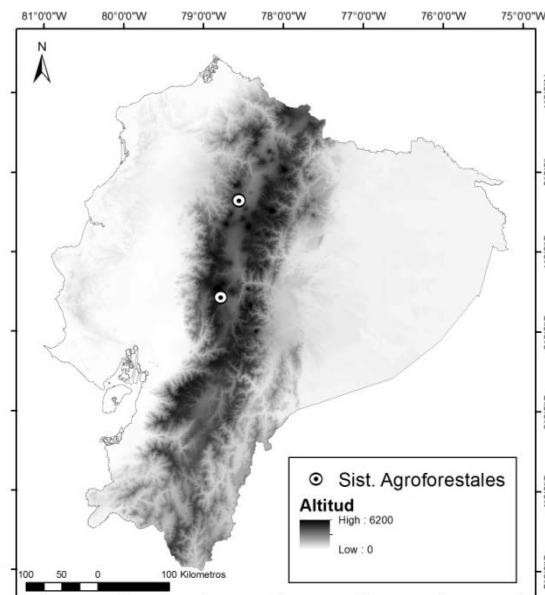 81°0'0"W 80°0'0"W 79°0'0"W 78°0'0"W 77°0'0"W 76°0'0"W 75°0'0"W
N
Sist. Agroforestales
Altitud
High : 6200
Low : 0
100 50 0 100 Kilometros